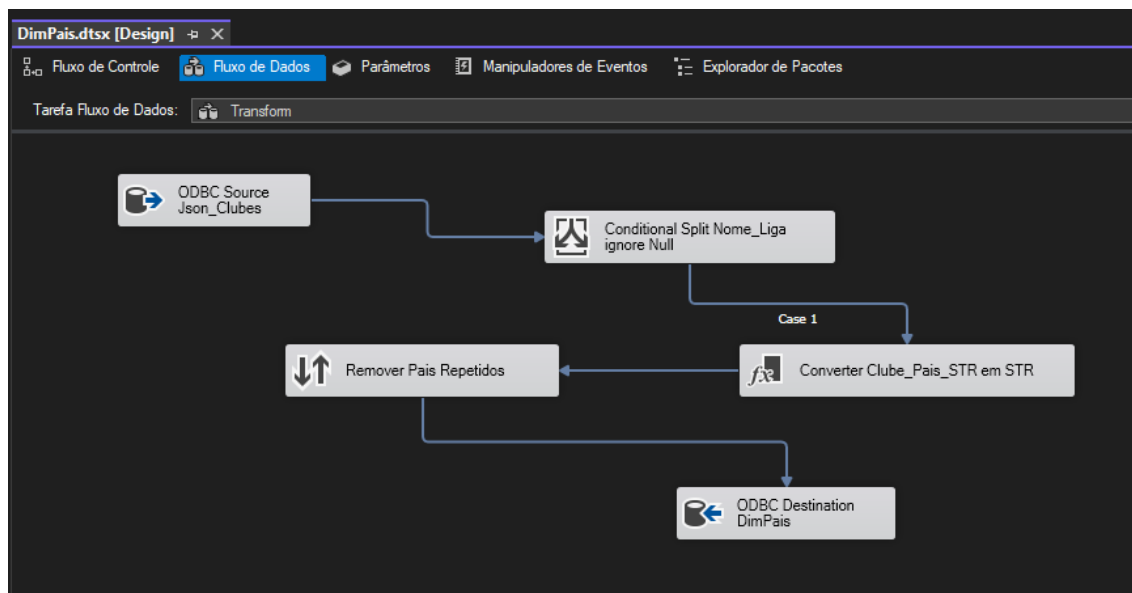 DimPais.dtsx [Design]
Fluxo de Controle
Fluxo de Dados
Parâmetros
Manipuladores de Eventos
Explorador de Pacotes
Tarefa Fluxo de Dados:
Transform
ODBC Source
Json_Clubes
Conditional Split Nome_Liga
ignore Null
Case 1
Remover Pais Repetidos
Converter Clube_Pais_STR em STR
ODBC Destination
DimPais